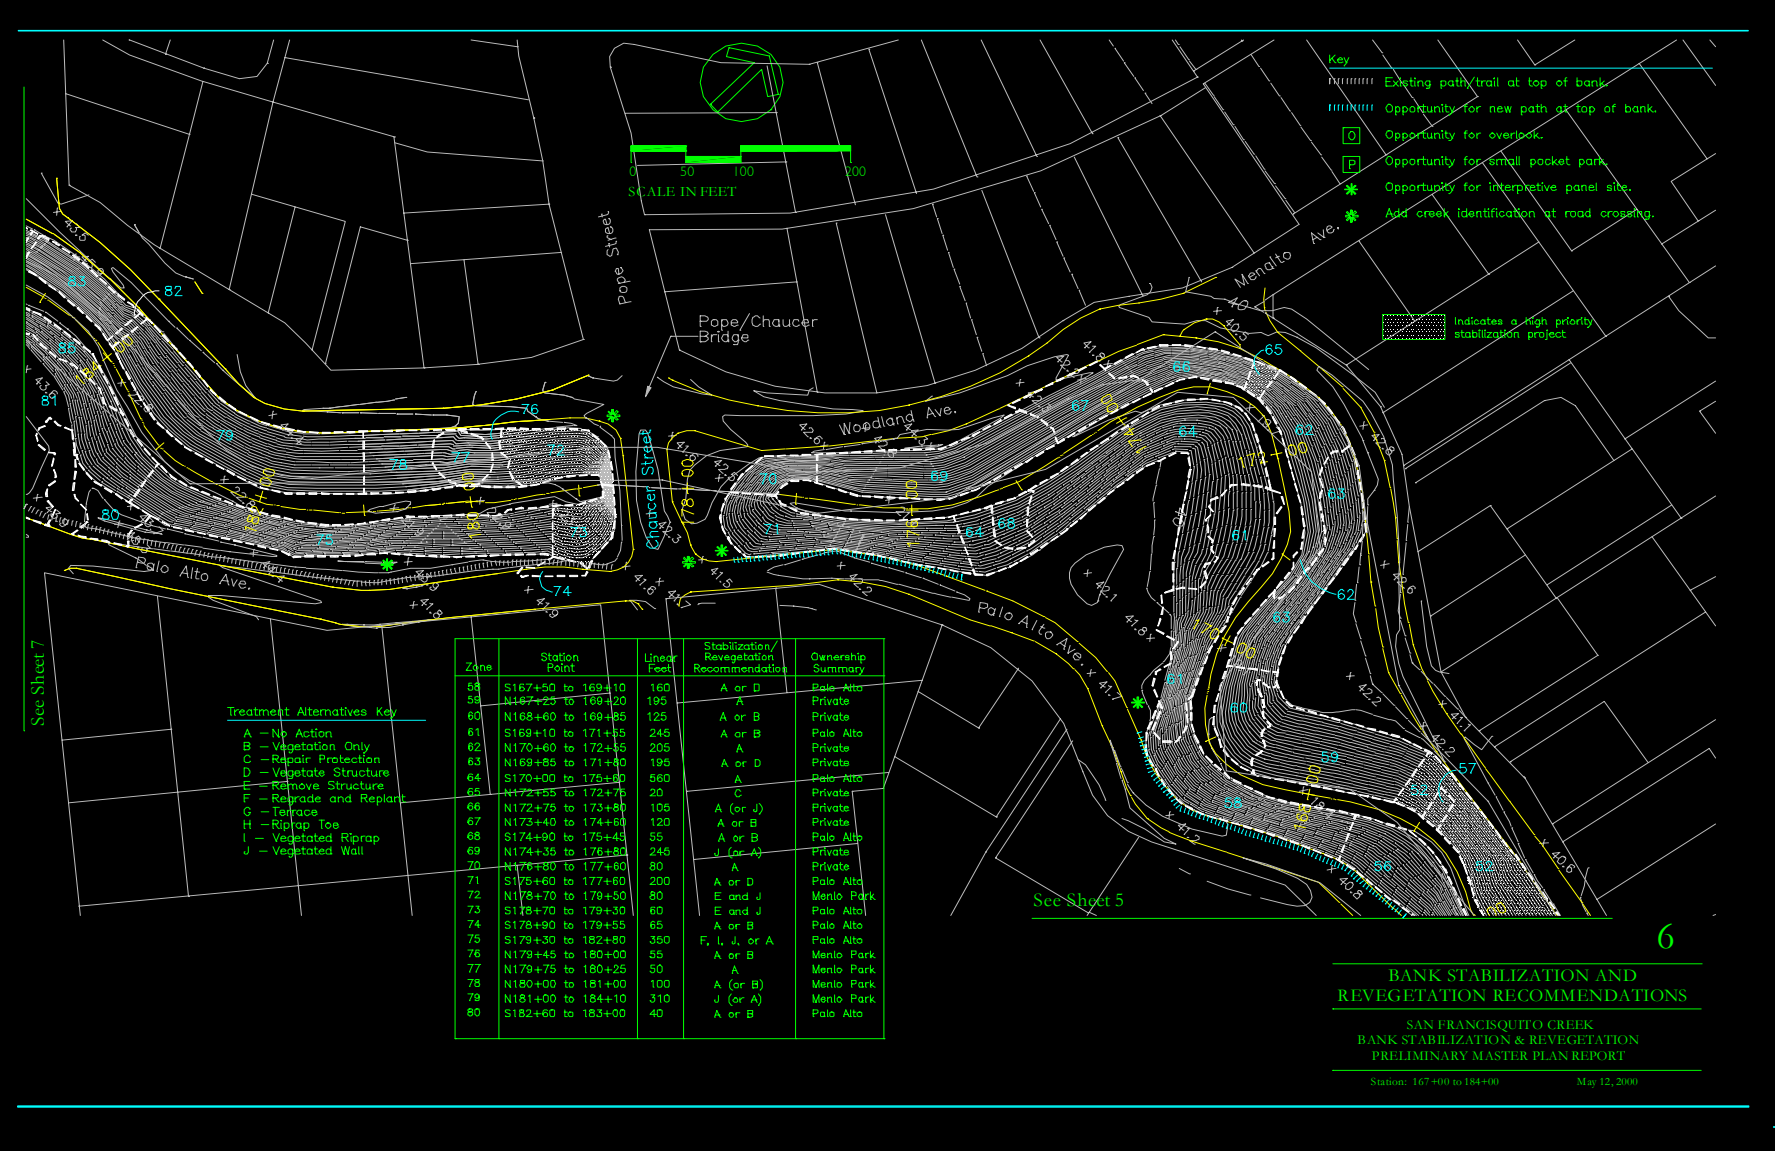 Key
Existing path/trail at top of bank.
Opportunity for new path at top of bank.
O Opportunity for overlook.
P Opportunity for small pocket park.
Opportunity for interpretive panel site.
Add creek identification at road crossing.
Indicates a high priority
stabilization project
0 50 100 200
SCALE IN FEET
Pope Street
Pope/Chaucer
Bridge
Menalto Ave.
Woodland Ave.
Chaucer Street
Palo Alto Ave.
Palo Alto Ave.
See Sheet 7
See Sheet 5
Treatment Alternatives Key
A – No Action
B – Vegetation Only
C – Repair Protection
D – Vegetate Structure
E – Remove Structure
F – Regrade and Replant
G – Terrace
H – Riprap Toe
I – Vegetated Riprap
J – Vegetated Wall
Zone Station Point Linear Feet Stabilization/ Revegetation Recommendation Ownership Summary
58 S167+50 to 169+10 160 A or D Palo Alto
59 N167+25 to 169+20 195 A Private
60 N168+60 to 169+85 125 A or B Private
61 S169+10 to 171+55 245 A or B Palo Alto
62 N170+60 to 172+55 205 A Private
63 N169+85 to 171+80 195 A or D Private
64 S170+00 to 175+60 560 A Palo Alto
65 N172+55 to 172+75 20 C Private
66 N172+75 to 173+80 105 A (or J) Private
67 N173+40 to 174+60 120 A or B Private
68 S174+90 to 175+45 55 A or B Palo Alto
69 N174+35 to 176+80 245 J (or A) Private
70 N176+80 to 177+60 80 A Private
71 S175+60 to 177+60 200 A or D Palo Alto
72 N178+70 to 179+50 80 E and J Menlo Park
73 S178+70 to 179+30 60 E and J Palo Alto
74 S178+90 to 179+55 65 A or B Palo Alto
75 S179+30 to 182+80 350 F, I, J, or A Palo Alto
76 N179+45 to 180+00 55 A or B Menlo Park
77 N179+75 to 180+25 50 A Menlo Park
78 N180+00 to 181+00 100 A (or B) Menlo Park
79 N181+00 to 184+10 310 J (or A) Menlo Park
80 S182+60 to 183+00 40 A or B Palo Alto
6
BANK STABILIZATION AND
REVEGETATION RECOMMENDATIONS
SAN FRANCISQUITO CREEK
BANK STABILIZATION & REVEGETATION
PRELIMINARY MASTER PLAN REPORT
Station: 167+00 to 184+00 May 12, 2000